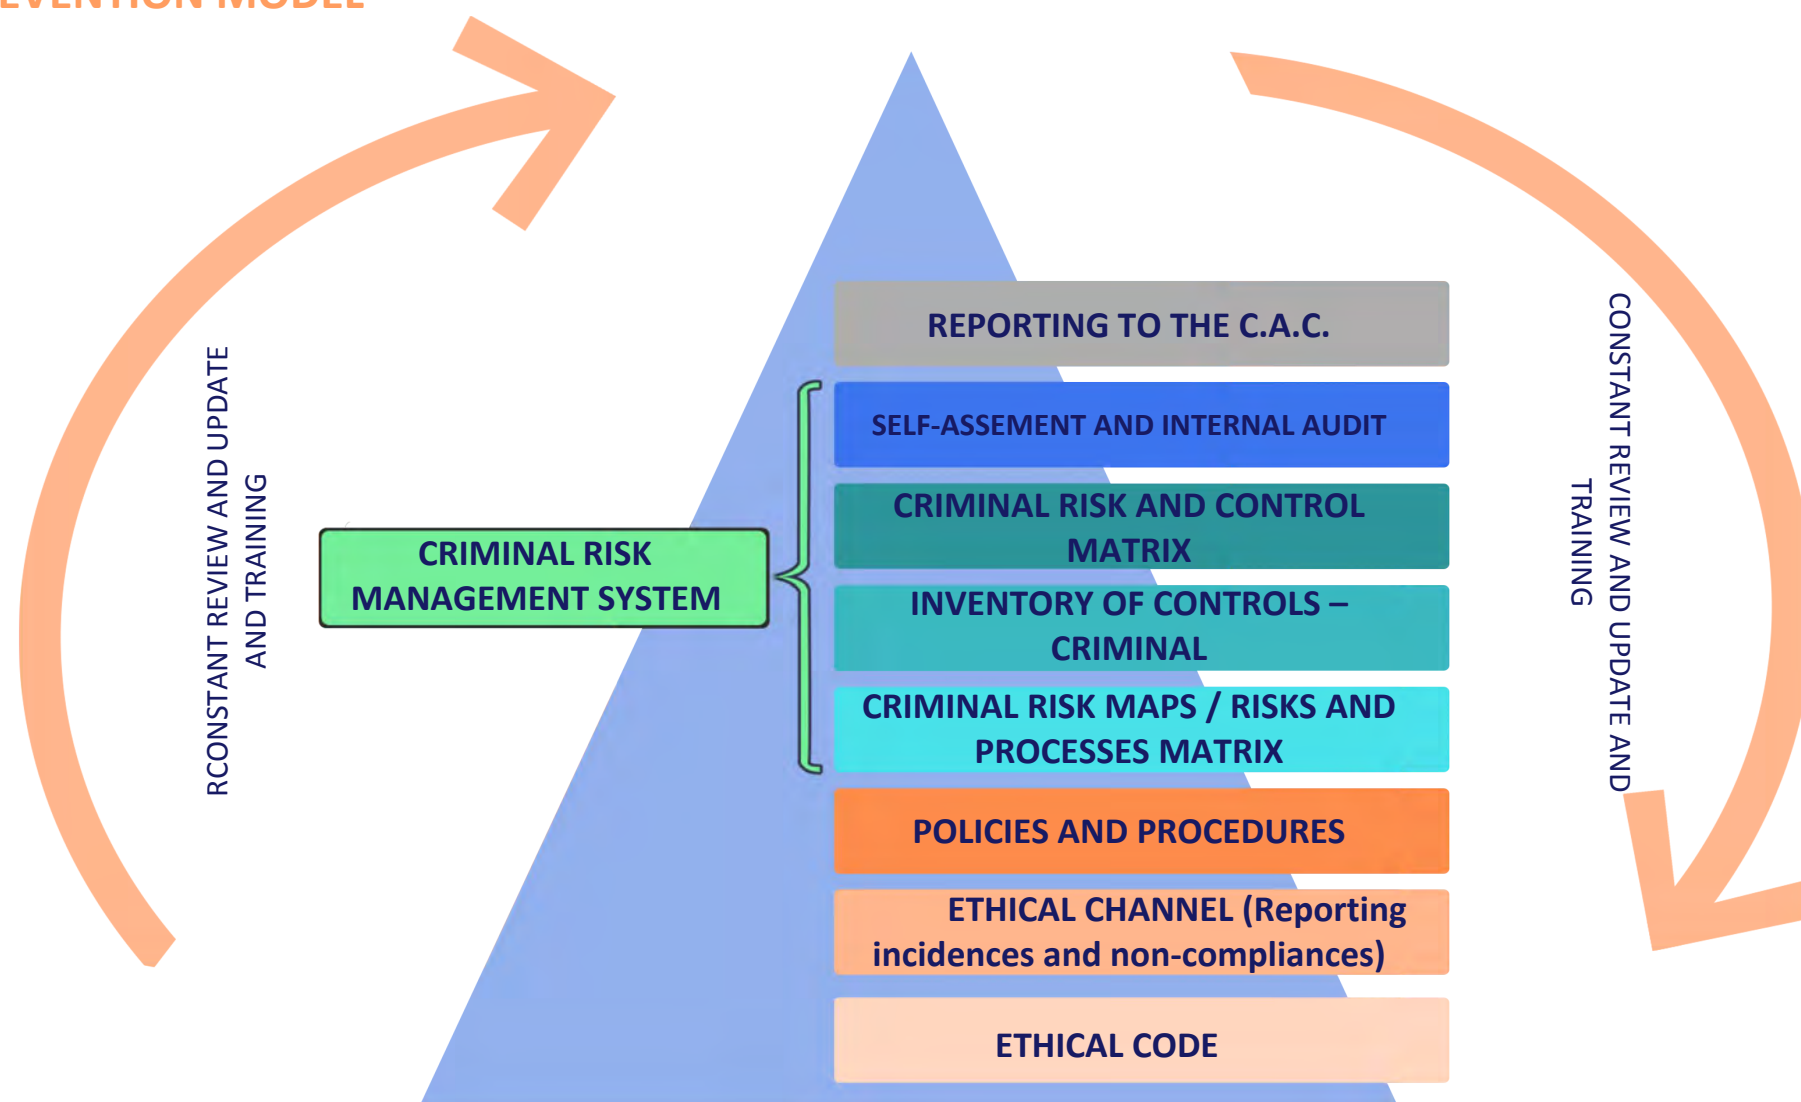 EVENTION MODEL
REPORTING TO THE C.A.C.
SELF-ASSEMENT AND INTERNAL AUDIT
CRIMINAL RISK AND CONTROL
MATRIX
INVENTORY OF CONTROLS –
CRIMINAL
CRIMINAL RISK MAPS / RISKS AND
PROCESSES MATRIX
POLICIES AND PROCEDURES
ETHICAL CHANNEL (Reporting
incidences and non-compliances)
ETHICAL CODE
CRIMINAL RISK
MANAGEMENT SYSTEM
RCONSTANT REVIEW AND UPDATE
AND TRAINING
CONSTANT REVIEW AND UPDATE AND
TRAINING